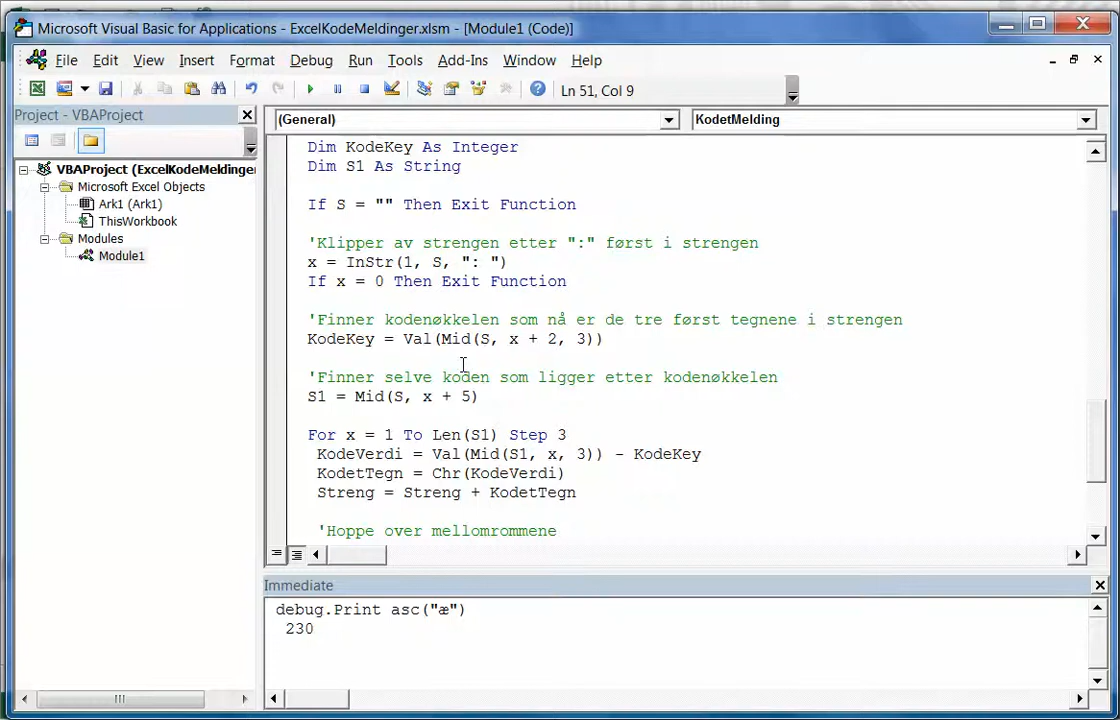 Microsoft Visual Basic for Applications - ExcelKodeMeldinger.xlsm - [Module1 (Code)]
File Edit View Insert Format Debug Run Tools Add-Ins Window Help
Ln 51, Col 9
Project - VBAProject
(General) KodetMelding
VBAProject (ExcelKodeMeldinger
Microsoft Excel Objects
Ark1 (Ark1)
ThisWorkbook
Modules
Module1
Dim KodeKey As Integer
Dim S1 As String
If S = "" Then Exit Function
'Klipper av strengen etter ":" først i strengen
x = InStr(1, S, ": ")
If x = 0 Then Exit Function
'Finner kodenøkkelen som nå er de tre først tegnene i strengen
KodeKey = Val(Mid(S, x + 2, 3))
'Finner selve koden som ligger etter kodenøkkelen
S1 = Mid(S, x + 5)
For x = 1 To Len(S1) Step 3
KodeVerdi = Val(Mid(S1, x, 3)) - KodeKey
KodetTegn = Chr(KodeVerdi)
Streng = Streng + KodetTegn
'Hoppe over mellomrommene
Immediate
debug.Print asc("æ")
230